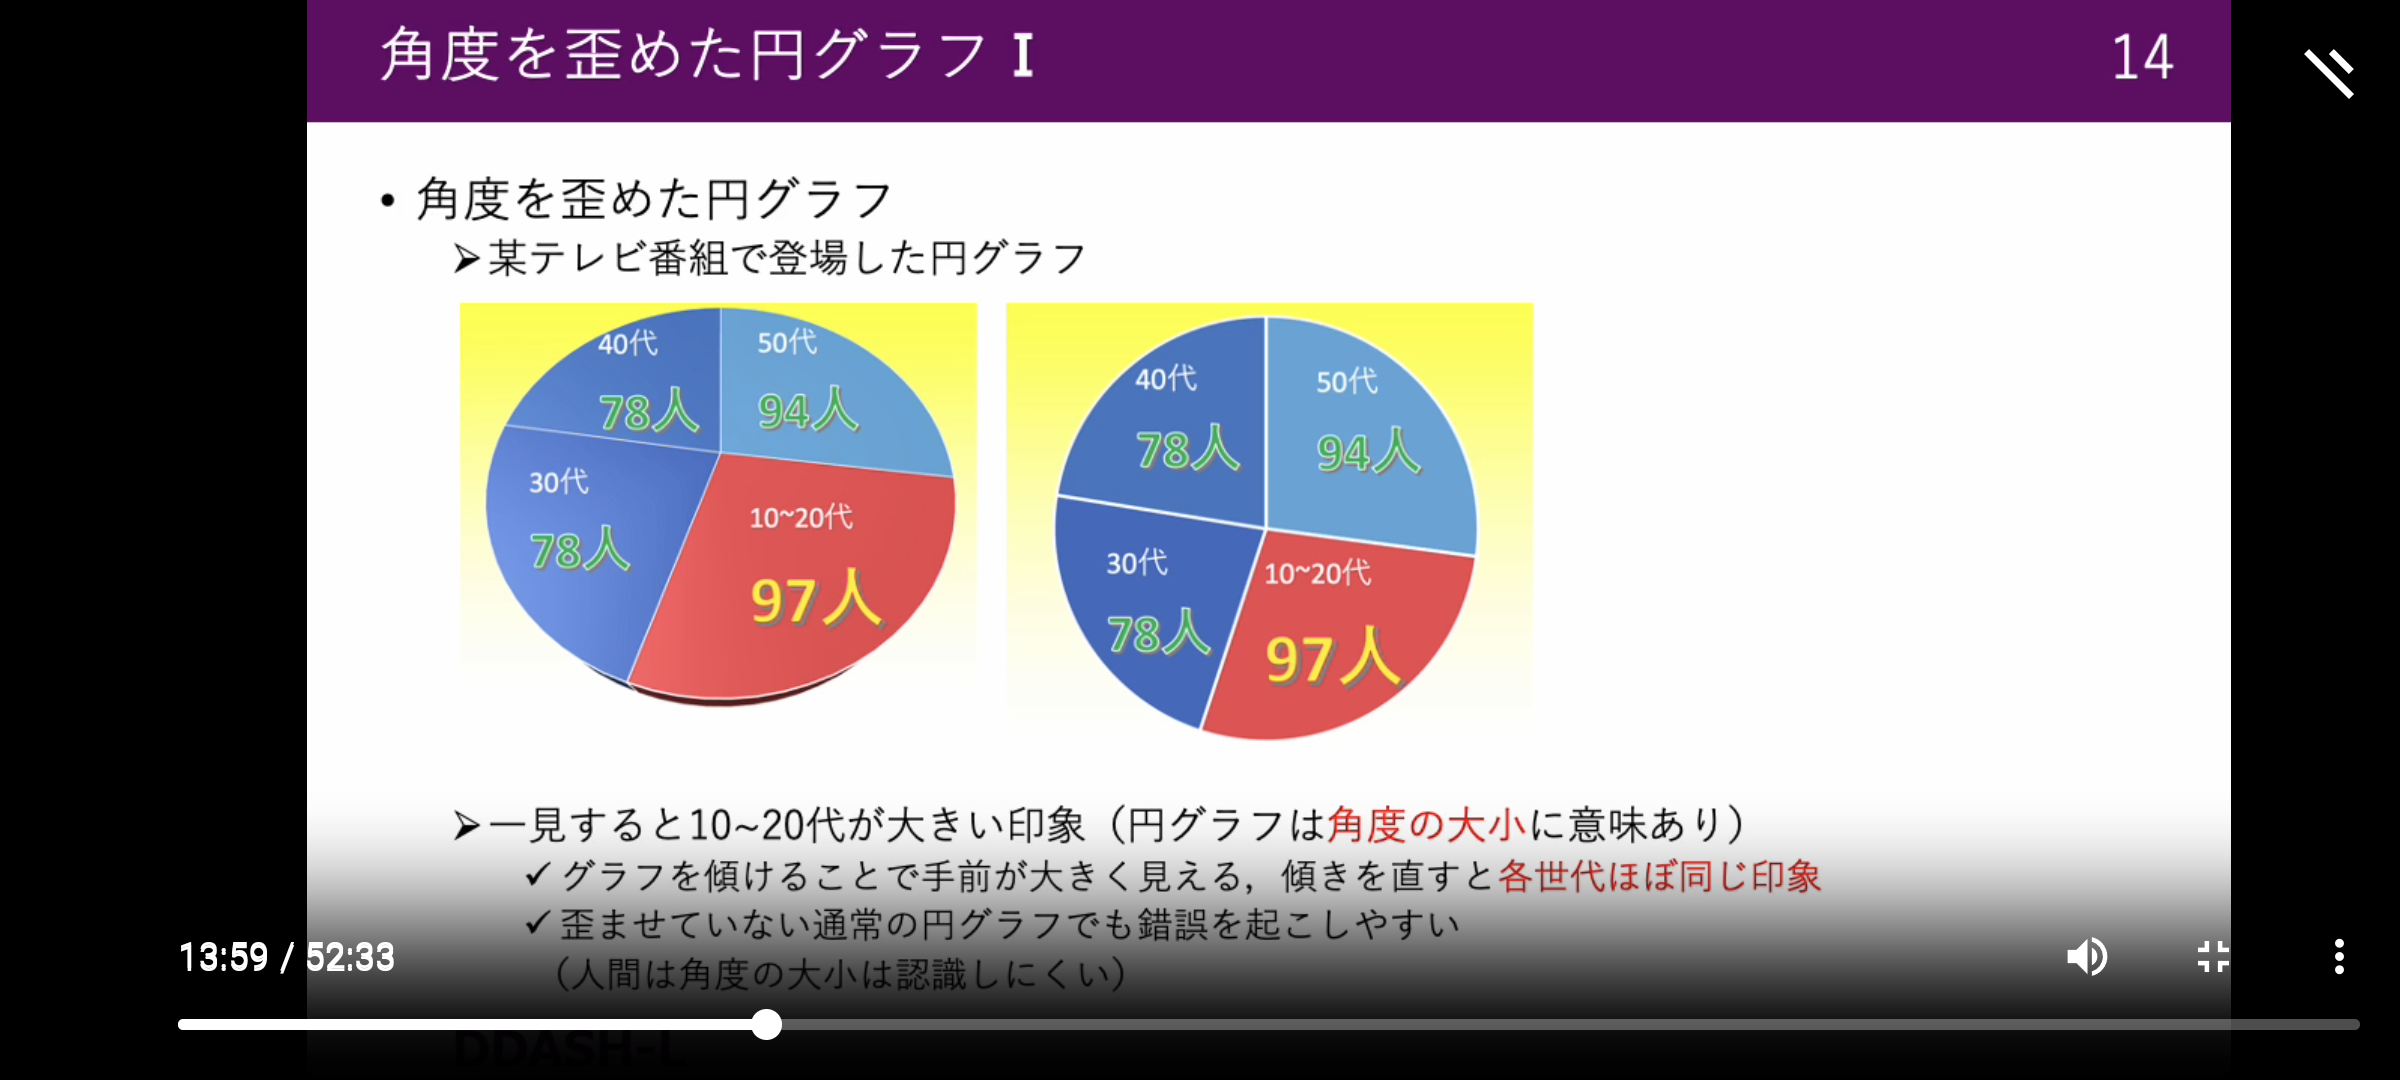 角度を歪めた円グラフ I
14
• 角度を歪めた円グラフ
➢某テレビ番組で登場した円グラフ
40代
78人
50代
94人
30代
78人
10~20代
97人
40代
78人
50代
94人
30代
78人
10~20代
97人
➢一見すると10~20代が大きい印象（円グラフは角度の大小に意味あり）
✓グラフを傾けることで手前が大きく見える，傾きを直すと各世代ほぼ同じ印象
✓歪ませていない通常の円グラフでも錯誤を起こしやすい
（人間は角度の大小は認識しにくい）
13:59 / 52:33
DDASH-L